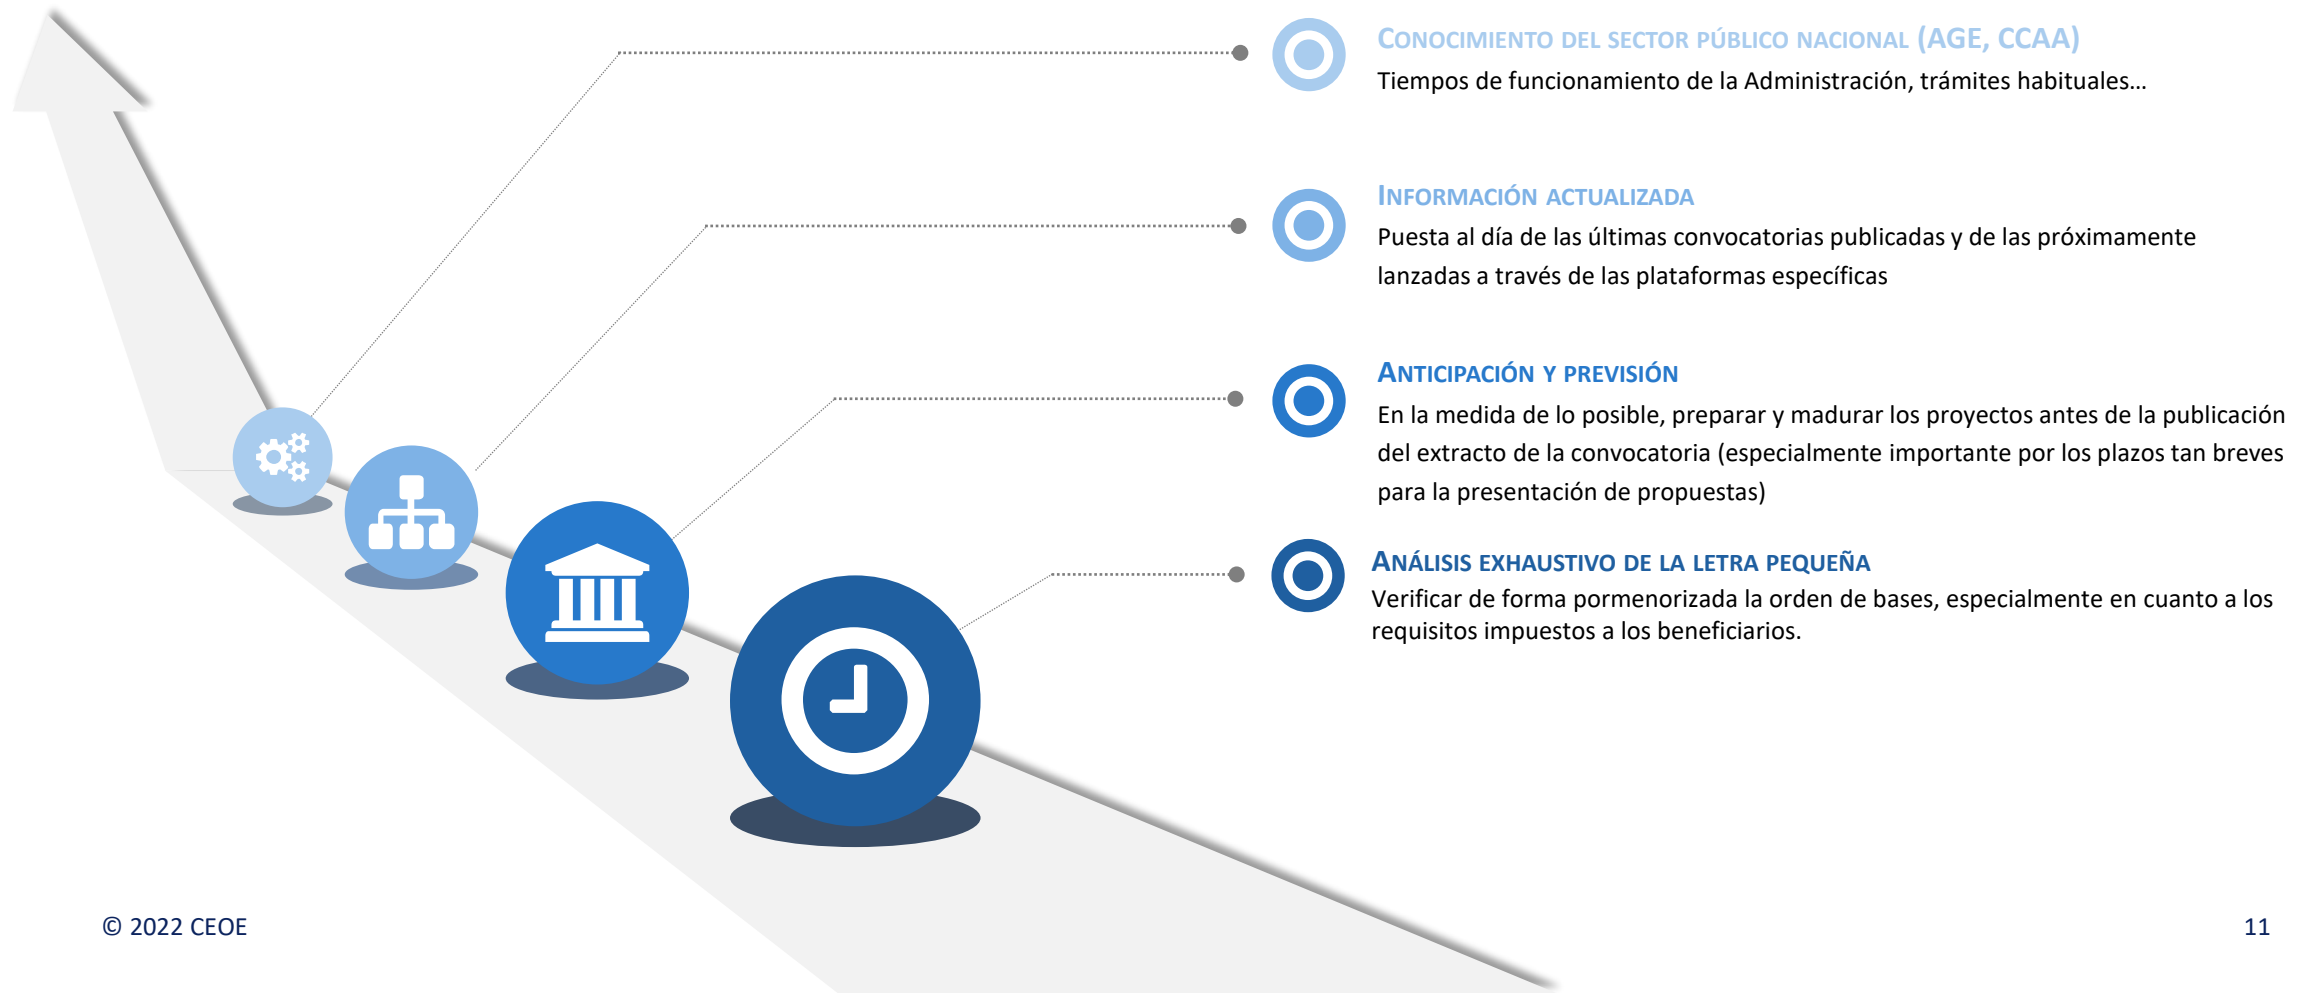 CONOCIMIENTO DEL SECTOR PÚBLICO NACIONAL (AGE, CCAA)
Tiempos de funcionamiento de la Administración, trámites habituales…
INFORMACIÓN ACTUALIZADA
Puesta al día de las últimas convocatorias publicadas y de las próximamente
lanzadas a través de las plataformas específicas
ANTICIPACIÓN Y PREVISIÓN
En la medida de lo posible, preparar y madurar los proyectos antes de la publicación
del extracto de la convocatoria (especialmente importante por los plazos tan breves
para la presentación de propuestas)
ANÁLISIS EXHAUSTIVO DE LA LETRA PEQUEÑA
Verificar de forma pormenorizada la orden de bases, especialmente en cuanto a los
requisitos impuestos a los beneficiarios.
© 2022 CEOE
11